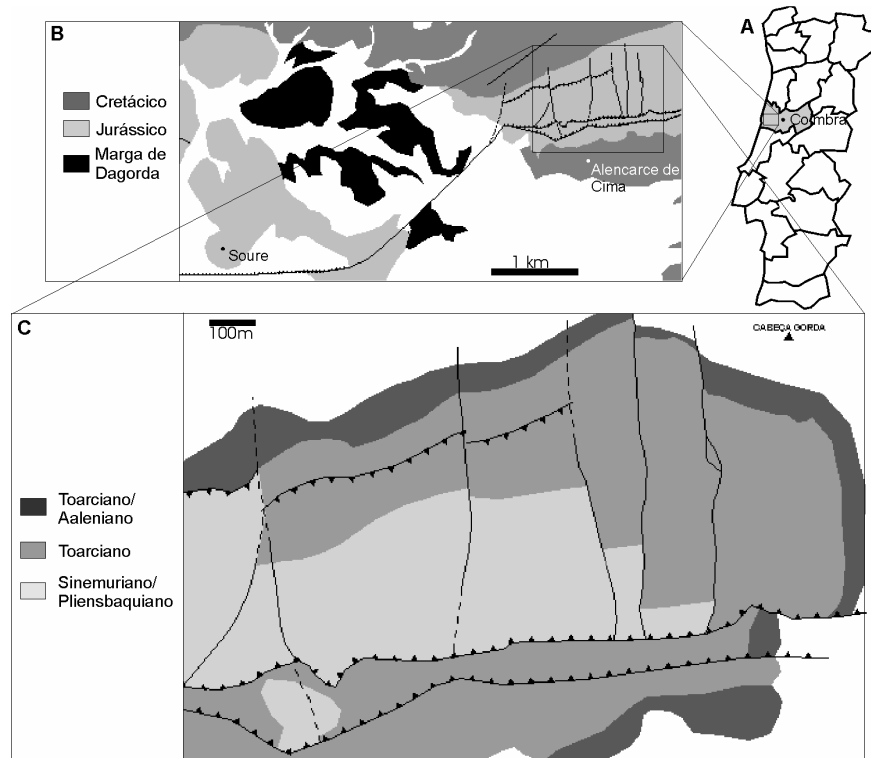 B
Cretácico
Jurássico
Marga de
Dagorda
Soure
Alencarce de
Cima
1 km
A
Coimbra
C
100m
CABEÇA GORDA
Toarciano/
Aaleniano
Toarciano
Sinemuriano/
Pliensbaquiano